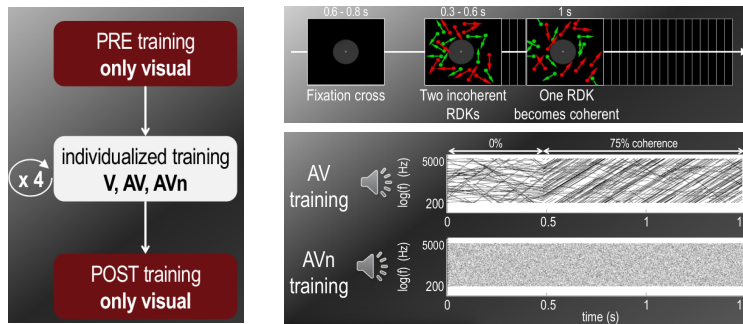 PRE training
only visual
individualized training
V, AV, AVn
x 4
POST training
only visual
0.6 - 0.8 s
0.3 - 0.6 s
1 s
Fixation cross
Two incoherent
RDKs
One RDK
becomes coherent
0%
75% coherence
AV
training
log(f) (Hz)
5000
200
0
0.5
1
1
AVn
training
log(f) (Hz)
5000
200
0
0.5
1
1
time (s)